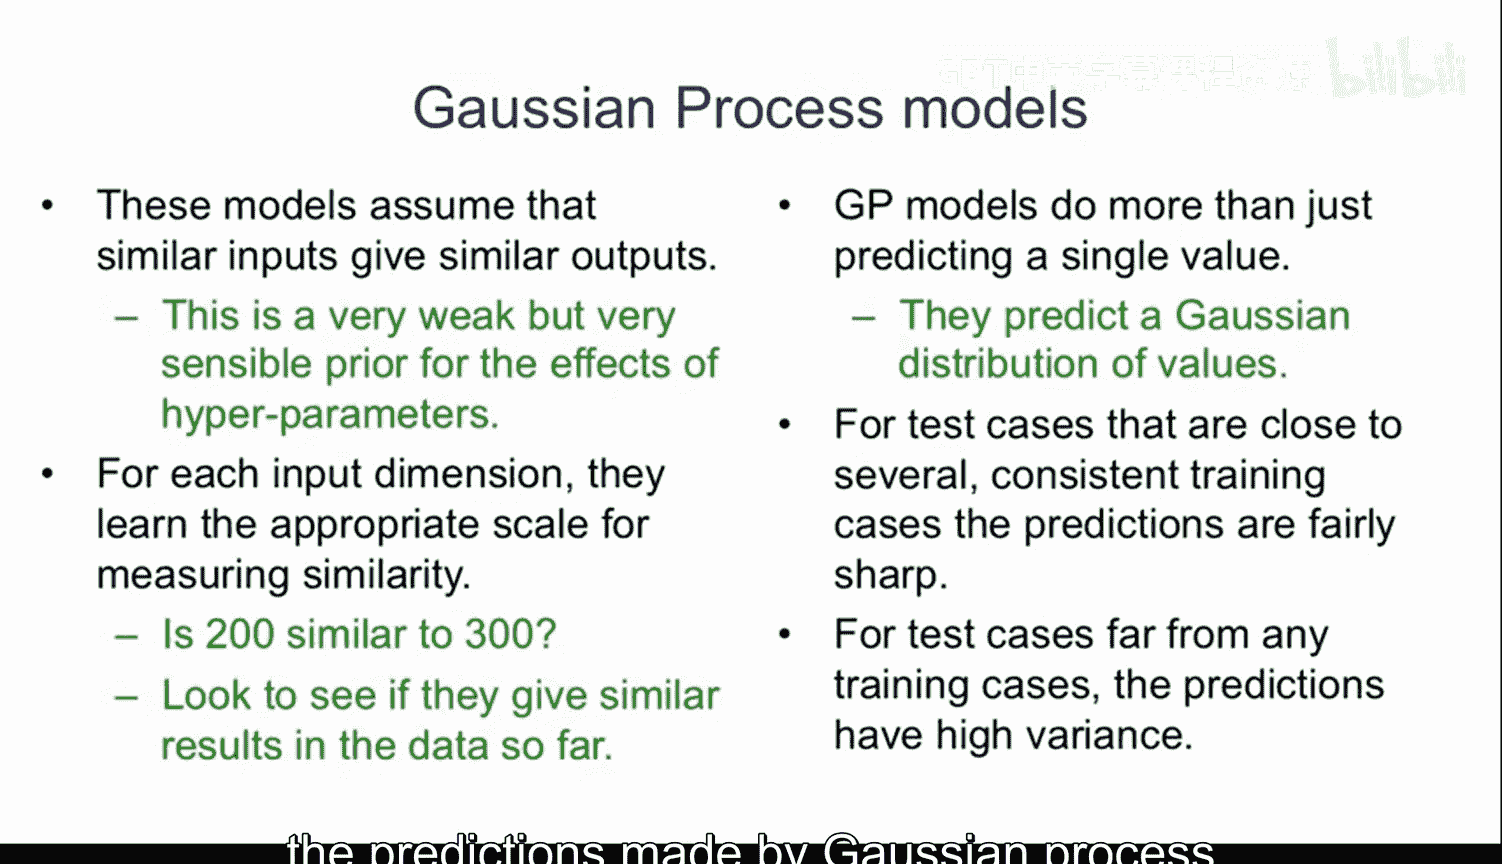 bilibili
Gaussian Process models
• These models assume that
similar inputs give similar outputs.
– This is a very weak but very
sensible prior for the effects of
hyper-parameters.
• For each input dimension, they
learn the appropriate scale for
measuring similarity.
– Is 200 similar to 300?
– Look to see if they give similar
results in the data so far.
• GP models do more than just
predicting a single value.
– They predict a Gaussian
distribution of values.
• For test cases that are close to
several, consistent training
cases the predictions are fairly
sharp.
• For test cases far from any
training cases, the predictions
have high variance.
the predictions made by Gaussian process